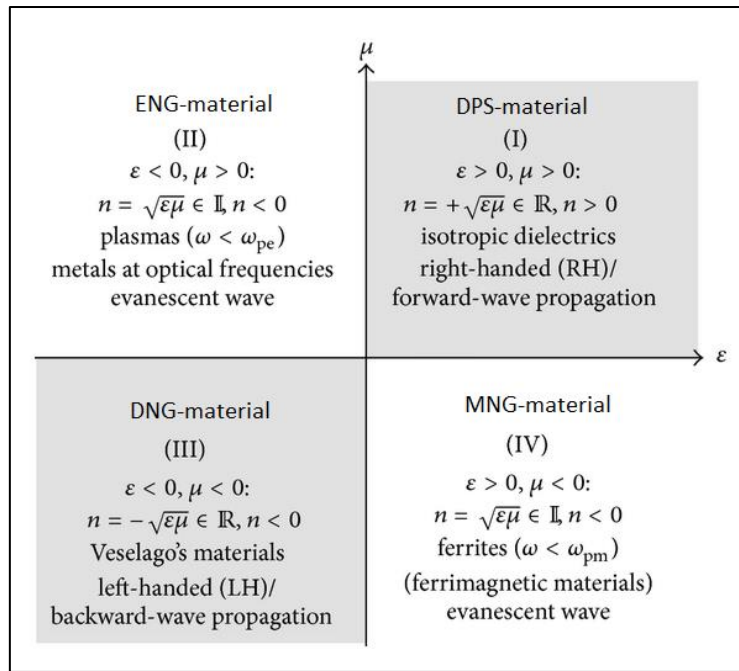 μ
ENG-material
(II)
ε < 0, μ > 0:
n = √εμ ∈ 𝕀, n < 0
plasmas (ω < ωpe)
metals at optical frequencies
evanescent wave
DPS-material
(I)
ε > 0, μ > 0:
n = +√εμ ∈ ℝ, n > 0
isotropic dielectrics
right-handed (RH)/
forward-wave propagation
ε
DNG-material
(III)
ε < 0, μ < 0:
n = −√εμ ∈ ℝ, n < 0
Veselago's materials
left-handed (LH)/
backward-wave propagation
MNG-material
(IV)
ε > 0, μ < 0:
n = √εμ ∈ 𝕀, n < 0
ferrites (ω < ωpm)
(ferrimagnetic materials)
evanescent wave